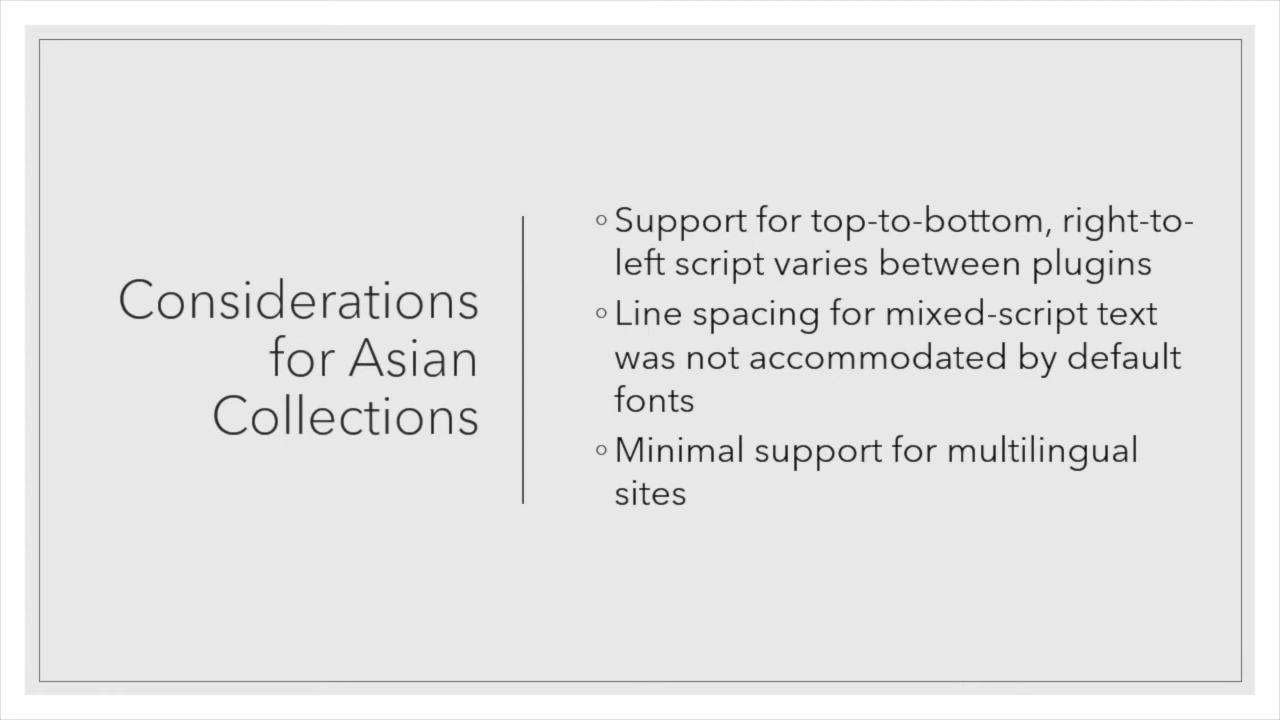 Considerations
for Asian
Collections
◦Support for top-to-bottom, right-to-
left script varies between plugins
◦Line spacing for mixed-script text
was not accommodated by default
fonts
◦Minimal support for multilingual
sites